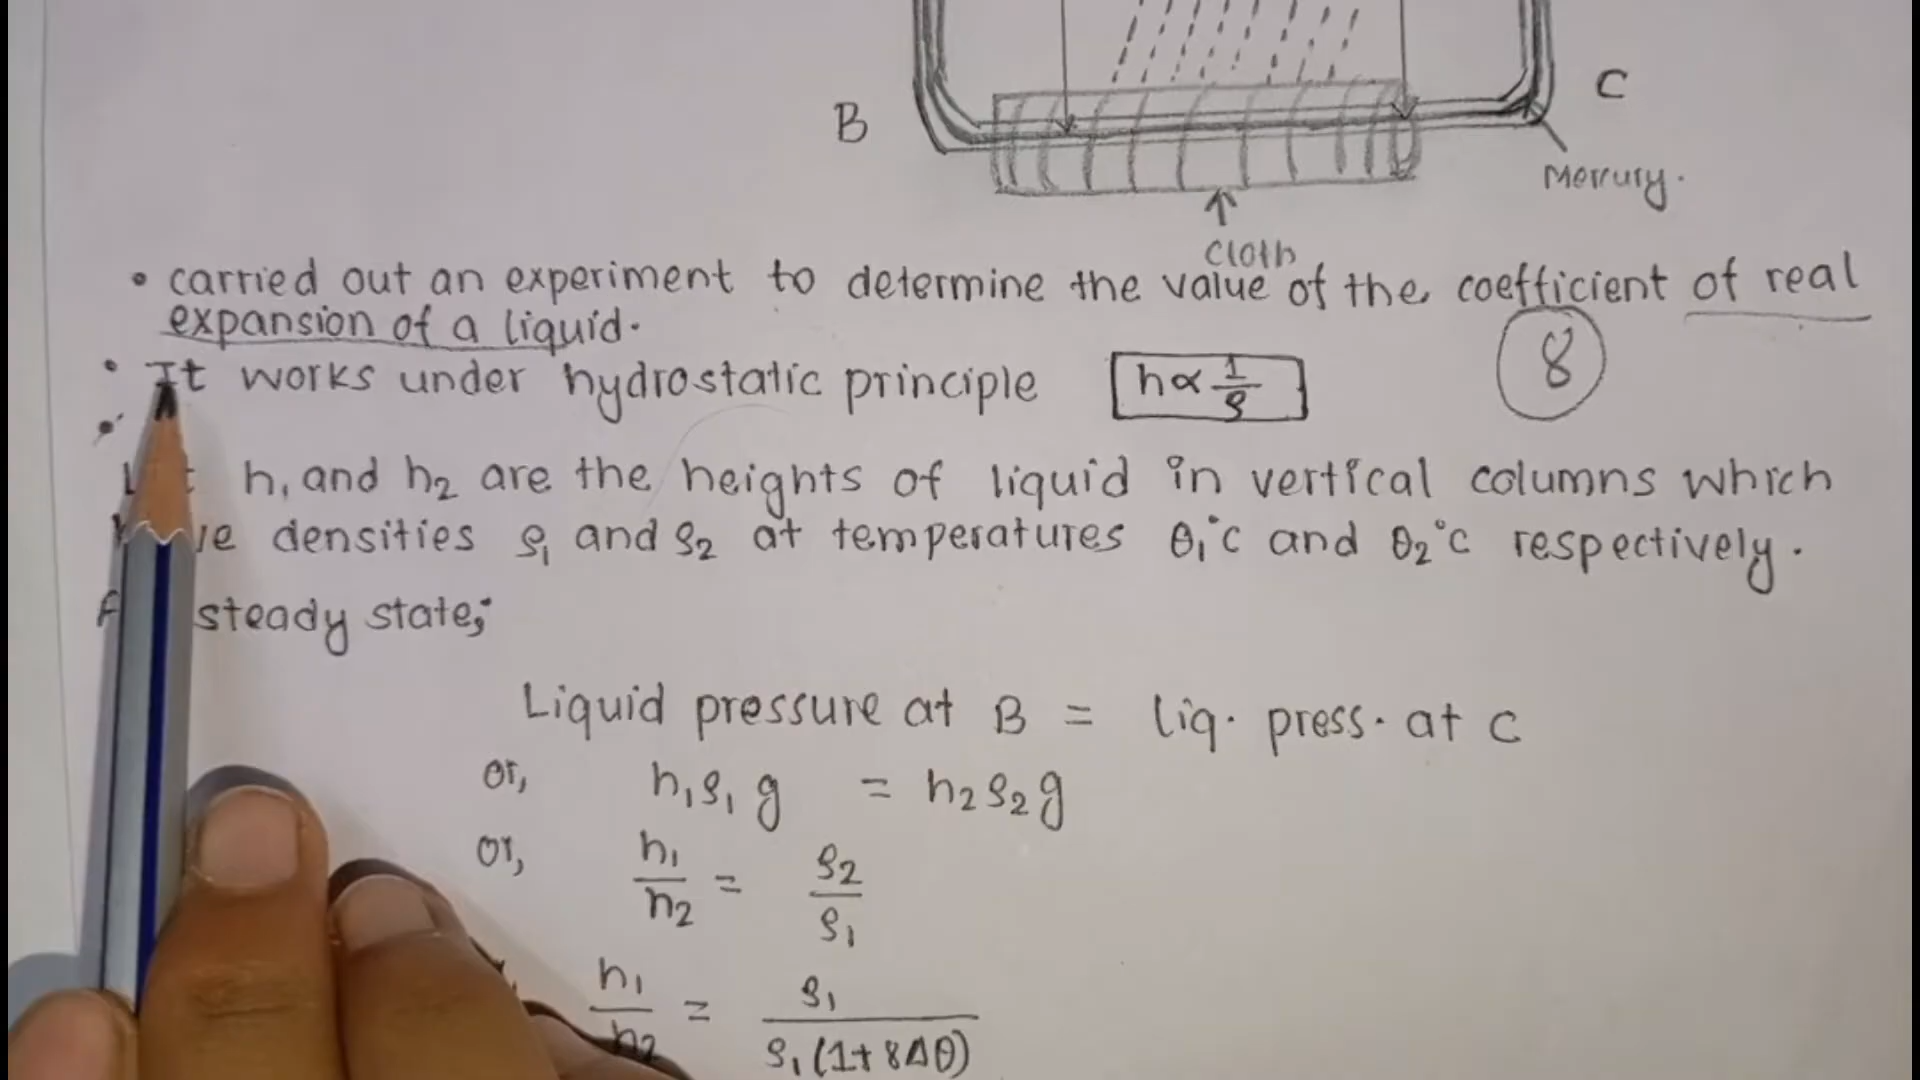 B
C
Mercury.
↑
cloth
• carried out an experiment to determine the value of the coefficient of real
expansion of a liquid.
8
• It works under hydrostatic principle h ∝ 1/ρ
h₁ and h₂ are the heights of liquid in vertical columns which
densities ρ₁ and ρ₂ at temperatures θ₁°c and θ₂°c respectively.
steady state;
Liquid pressure at B = liq. press. at c
or, h₁ρ₁g = h₂ρ₂g
or, h₁/h₂ = ρ₂/ρ₁
h₁/h₂ = ρ₁/ρ₁(1+γΔθ)